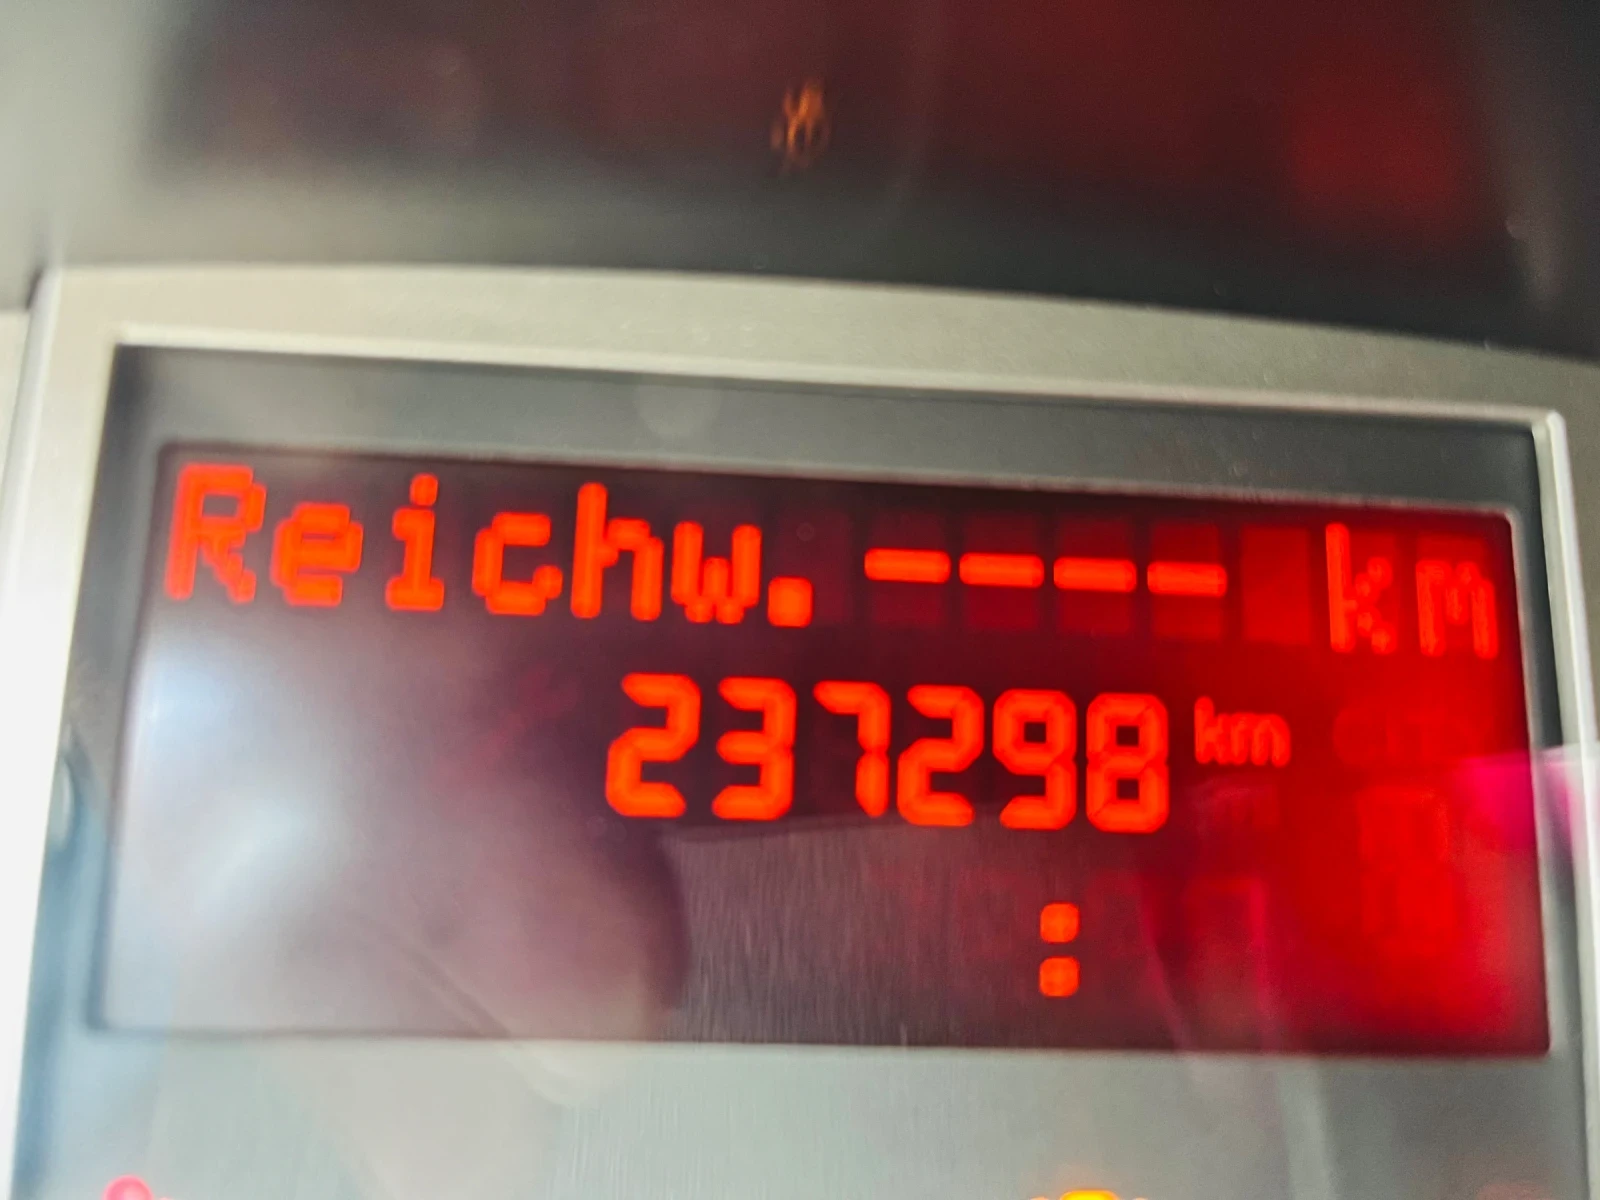 Reichw. ---- km
237298 km
: